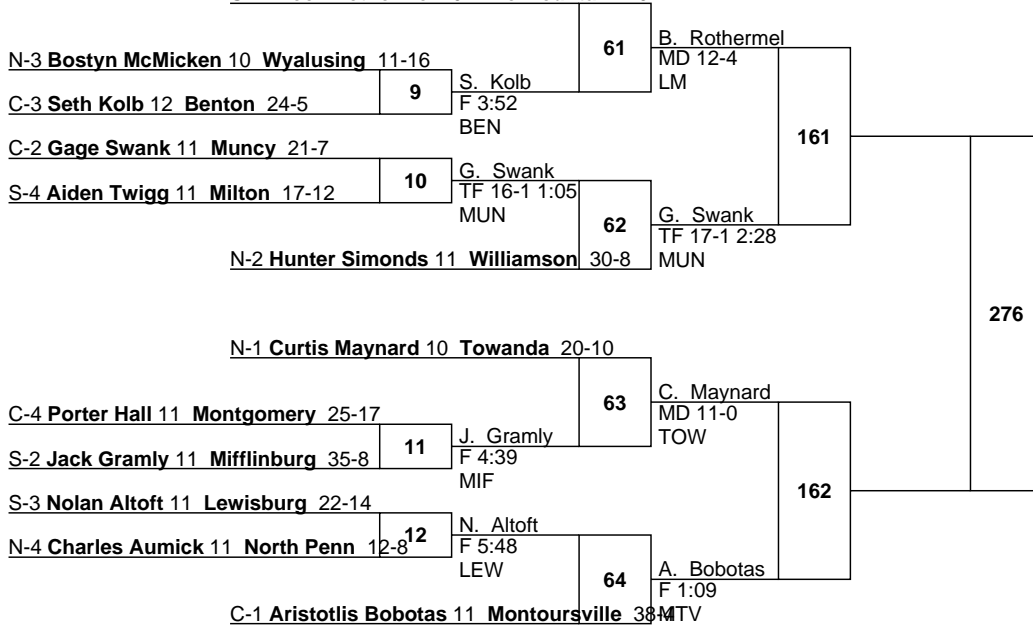 61
B. Rothermel
MD 12-4
LM
N-3 Bostyn McMicken 10 Wyalusing 11-16
9
S. Kolb
F 3:52
BEN
C-3 Seth Kolb 12 Benton 24-5
161
C-2 Gage Swank 11 Muncy 21-7
10
G. Swank
TF 16-1 1:05
MUN
S-4 Aiden Twigg 11 Milton 17-12
62
G. Swank
TF 17-1 2:28
MUN
N-2 Hunter Simonds 11 Williamson 30-8
276
N-1 Curtis Maynard 10 Towanda 20-10
63
C. Maynard
MD 11-0
TOW
C-4 Porter Hall 11 Montgomery 25-17
11
J. Gramly
F 4:39
MIF
S-2 Jack Gramly 11 Mifflinburg 35-8
162
S-3 Nolan Altoft 11 Lewisburg 22-14
12
N. Altoft
F 5:48
LEW
N-4 Charles Aumick 11 North Penn 12-8
64
A. Bobotas
F 1:09
MTV
C-1 Aristotlis Bobotas 11 Montoursville 38-4